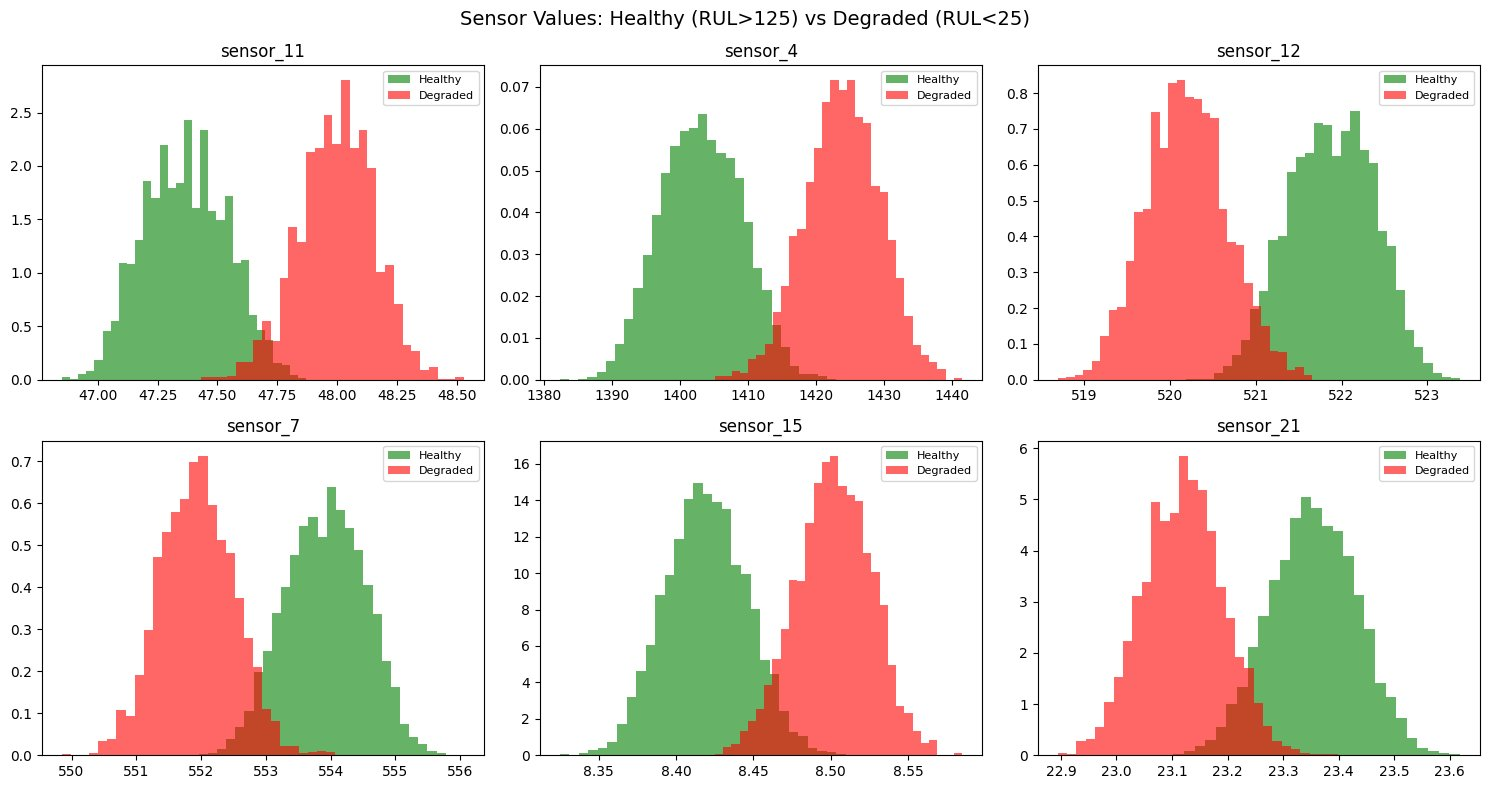 Sensor Values: Healthy (RUL>125) vs Degraded (RUL<25)
sensor_11
Healthy
Degraded
2.5
2.0
1.5
1.0
0.5
0.0
47.00 47.25 47.50 47.75 48.00 48.25 48.50
sensor_4
Healthy
Degraded
0.07
0.06
0.05
0.04
0.03
0.02
0.01
0.00
1380 1390 1400 1410 1420 1430 1440
sensor_12
Healthy
Degraded
0.8
0.7
0.6
0.5
0.4
0.3
0.2
0.1
0.0
519 520 521 522 523
sensor_7
Healthy
Degraded
0.7
0.6
0.5
0.4
0.3
0.2
0.1
0.0
550 551 552 553 554 555 556
sensor_15
Healthy
Degraded
16
14
12
10
8
6
4
2
0
8.35 8.40 8.45 8.50 8.55
sensor_21
Healthy
Degraded
6
5
4
3
2
1
0
22.9 23.0 23.1 23.2 23.3 23.4 23.5 23.6